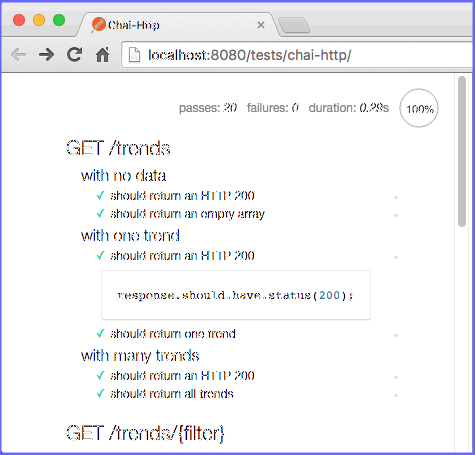 Chai-Http
localhost:8080/tests/chai-http/
passes: 20 failures: 0 duration: 0.29s 100%
GET /trends
with no data
✓ should return an HTTP 200
✓ should return an empty array
with one trend
✓ should return an HTTP 200
response.should.have.status(200);
✓ should return one trend
with many trends
✓ should return an HTTP 200
✓ should return all trends
GET /trends/{filter}